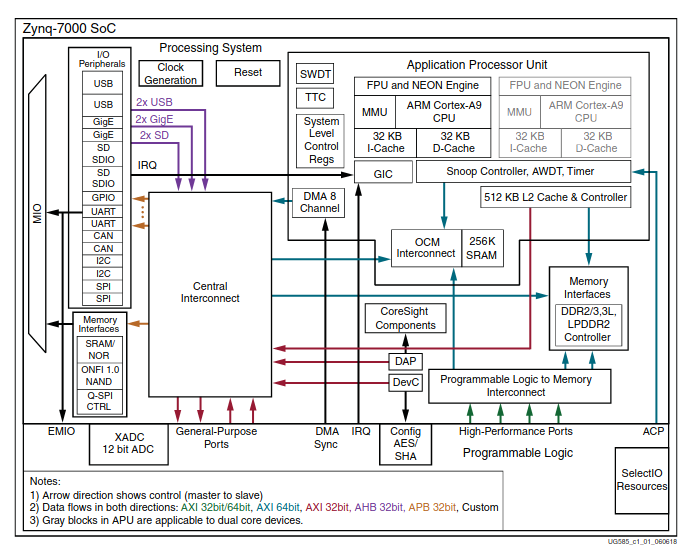 Zynq-7000 SoC
Processing System
I/O
Peripherals
USB
USB
GigE
GigE
SD
SDIO
SD
SDIO
GPIO
UART
UART
CAN
CAN
I2C
I2C
SPI
SPI
MIO
Clock
Generation
Reset
2x USB
2x GigE
2x SD
IRQ
SWDT
TTC
System
Level
Control
Regs
Application Processor Unit
FPU and NEON Engine
MMU
ARM Cortex-A9
CPU
32 KB
I-Cache
32 KB
D-Cache
FPU and NEON Engine
MMU
ARM Cortex-A9
CPU
32 KB
I-Cache
32 KB
D-Cache
GIC
Snoop Controller, AWDT, Timer
512 KB L2 Cache & Controller
DMA 8
Channel
OCM
Interconnect
256K
SRAM
Central
Interconnect
Memory
Interfaces
DDR2/3,3L,
LPDDR2
Controller
CoreSight
Components
DAP
DevC
Programmable Logic to Memory
Interconnect
Memory
Interfaces
SRAM/
NOR
ONFI 1.0
NAND
Q-SPI
CTRL
EMIO
XADC
12 bit ADC
General-Purpose
Ports
DMA
Sync
IRQ
Config
AES/
SHA
High-Performance Ports
ACP
Programmable Logic
SelectIO
Resources
Notes:
1) Arrow direction shows control (master to slave)
2) Data flows in both directions: AXI 32bit/64bit, AXI 64bit, AXI 32bit, AHB 32bit, APB 32bit, Custom
3) Gray blocks in APU are applicable to dual core devices.
UG585_c1_01_060618